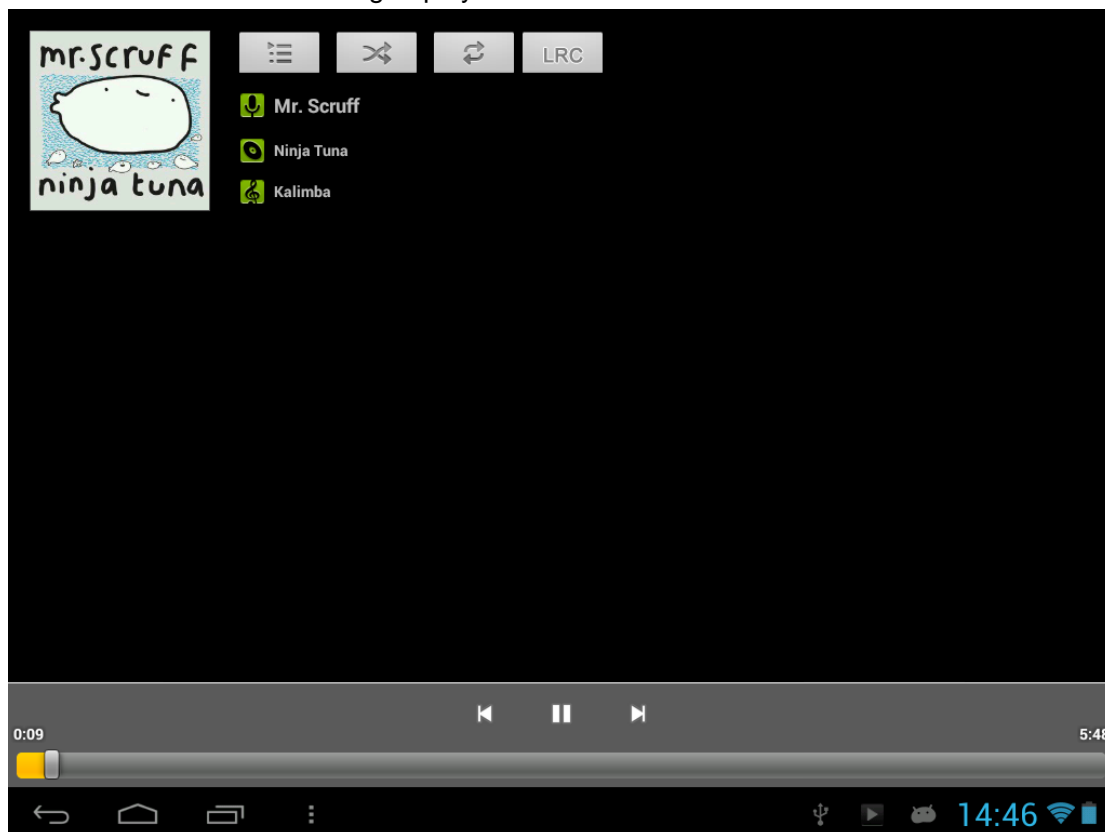 mr.scruff
ninja tuna
LRC
Mr. Scruff
Ninja Tuna
Kalimba
0:09
5:48
14:46